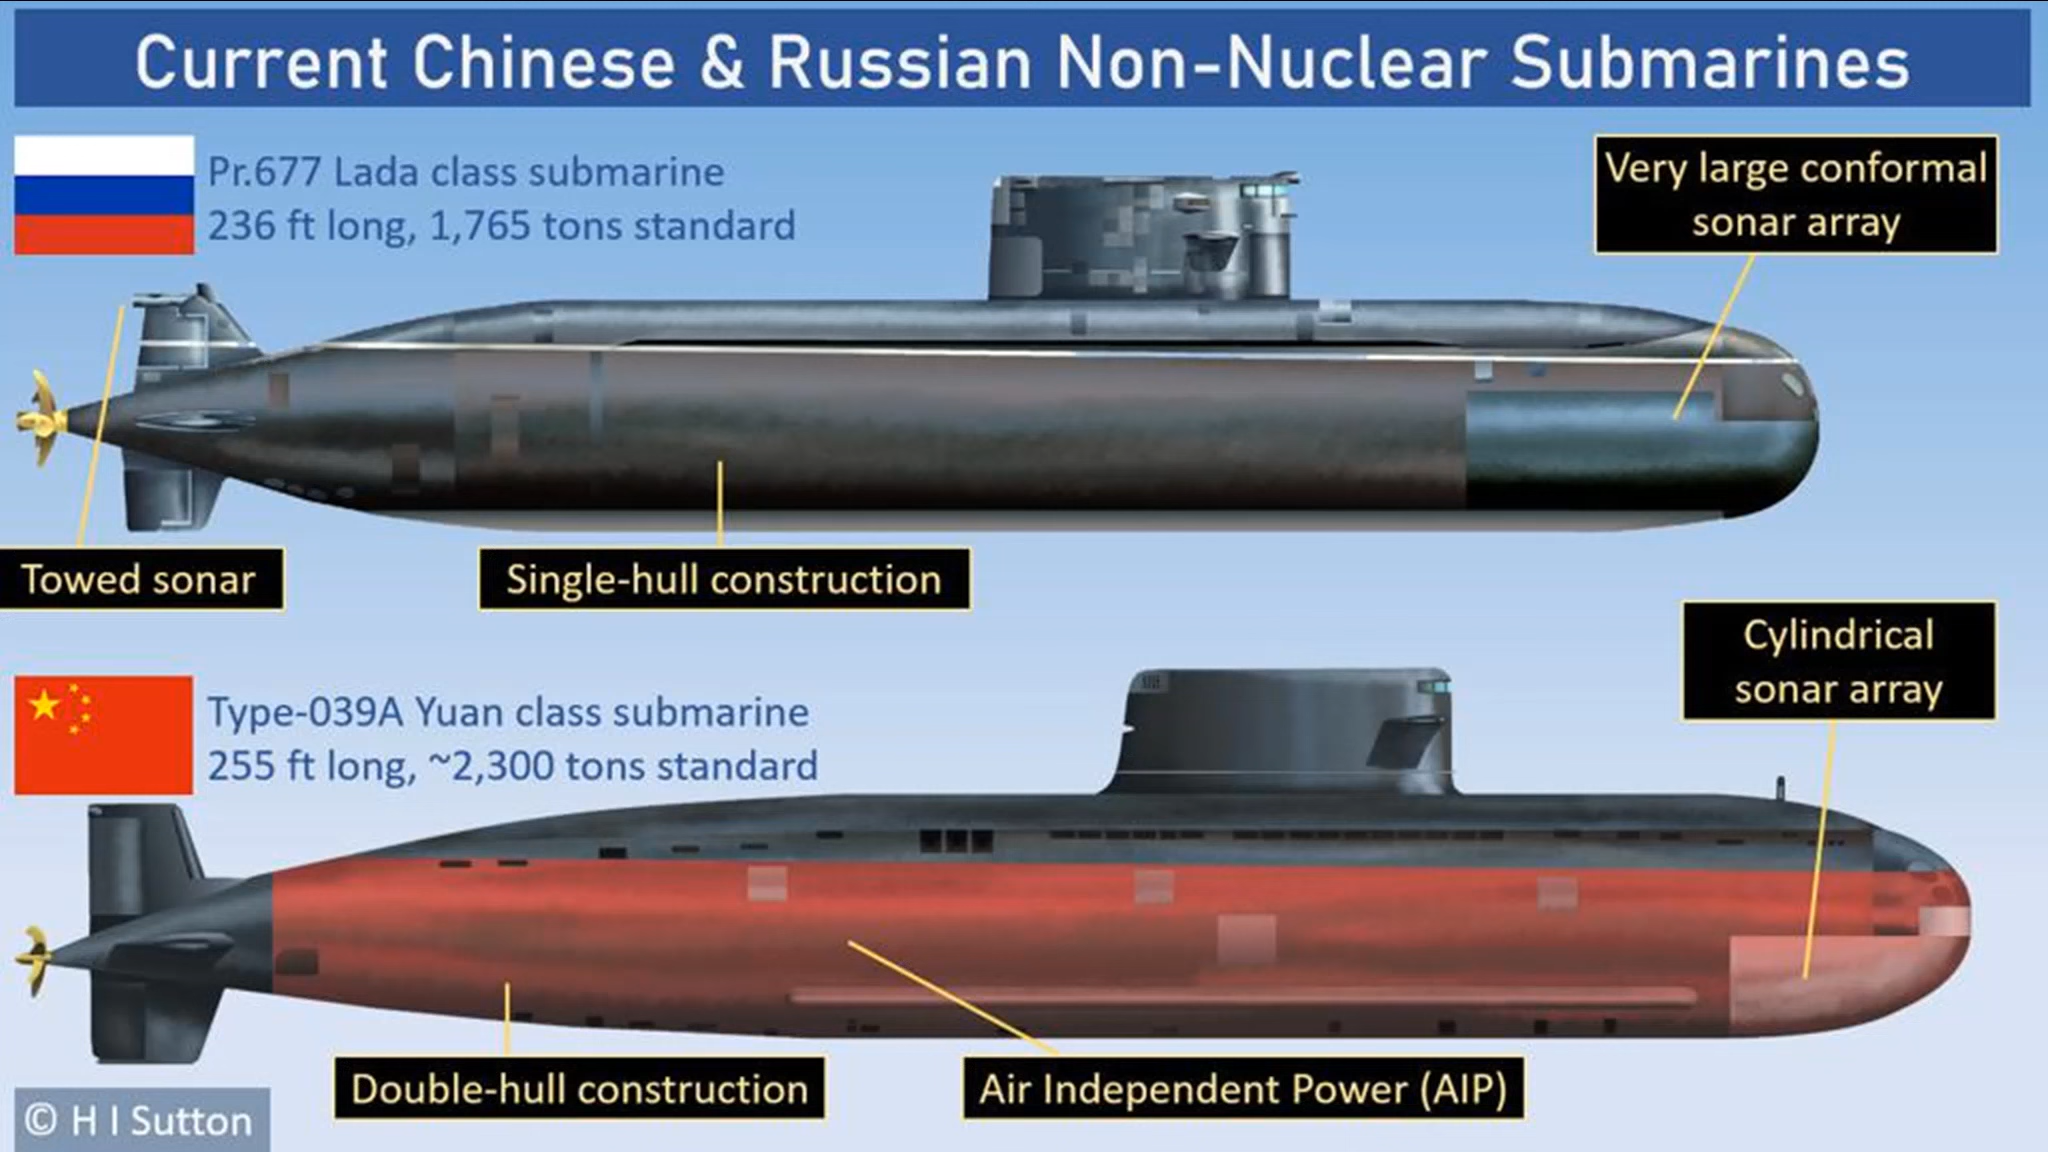 Current Chinese & Russian Non-Nuclear Submarines
Pr.677 Lada class submarine
236 ft long, 1,765 tons standard
Very large conformal
sonar array
Towed sonar
Single-hull construction
Cylindrical
sonar array
Type-039A Yuan class submarine
255 ft long, ~2,300 tons standard
Double-hull construction
Air Independent Power (AIP)
© H I Sutton